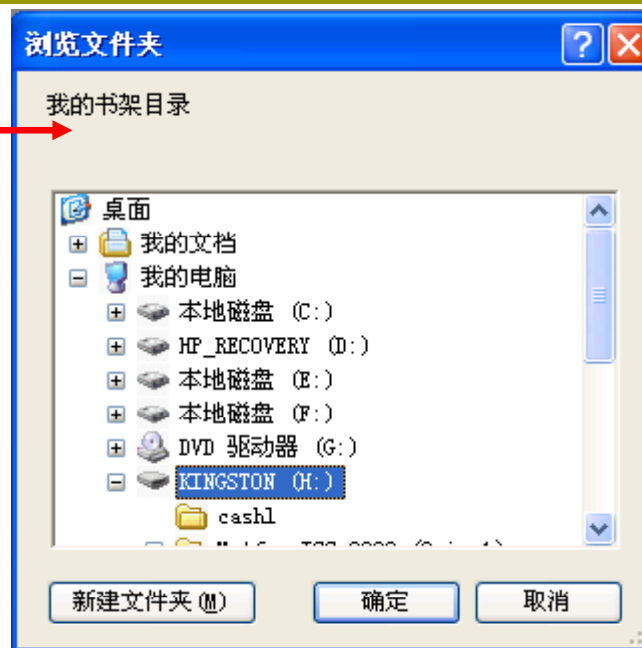 浏览文件夹
我的书架目录
桌面
我的文档
我的电脑
本地磁盘 (C:)
HP_RECOVERY (D:)
本地磁盘 (E:)
本地磁盘 (F:)
DVD 驱动器 (G:)
KINGSTON (H:)
cashl
新建文件夹(M) 确定 取消